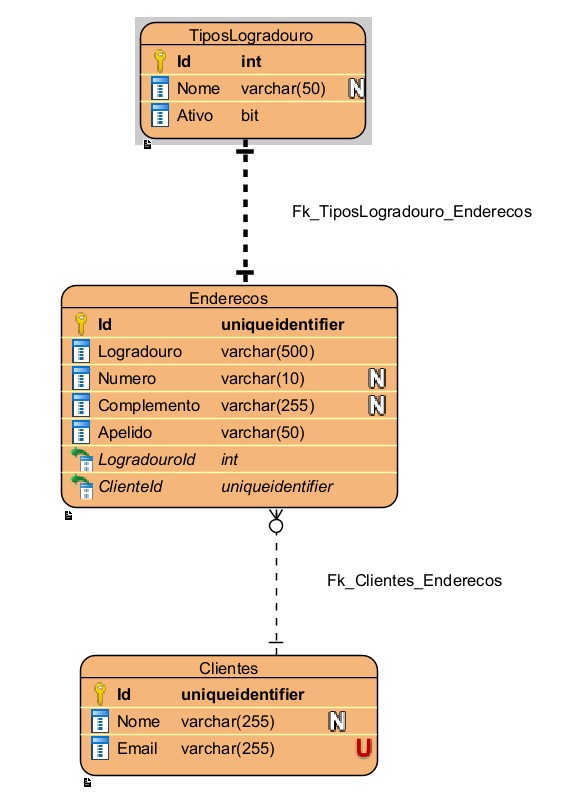 TiposLogradouro
Id int
Nome varchar(50) N
Ativo bit
Fk_TiposLogradouro_Enderecos
Enderecos
Id uniqueidentifier
Logradouro varchar(500)
Numero varchar(10) N
Complemento varchar(255) N
Apelido varchar(50)
LogradouroId int
ClienteId uniqueidentifier
Fk_Clientes_Enderecos
Clientes
Id uniqueidentifier
Nome varchar(255) N
Email varchar(255) U